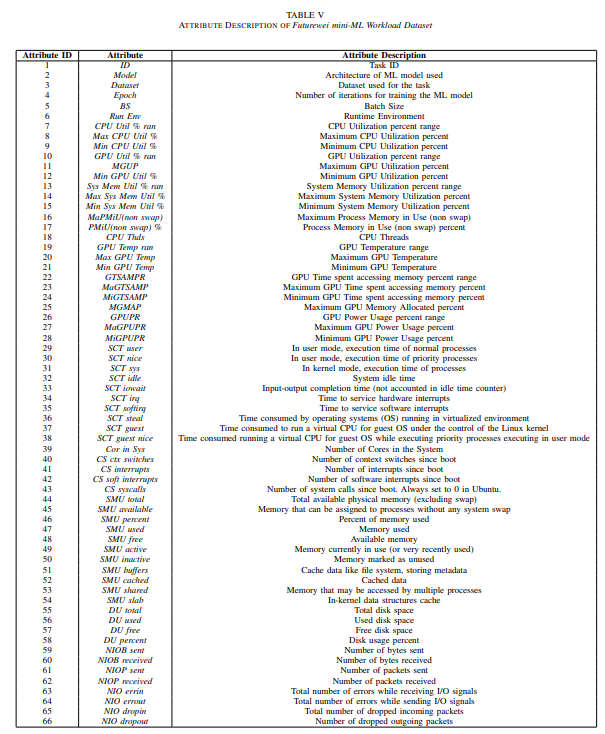 TABLE V
ATTRIBUTE DESCRIPTION OF Futurewei mini-ML Workload Dataset
Attribute ID Attribute Attribute Description
1 ID Task ID
2 Model Architecture of ML model used
3 Dataset Dataset used for the task
4 Epoch Number of iterations for training the ML model
5 BS Batch Size
6 Run Env Runtime Environment
7 CPU Util % ran CPU Utilization percent range
8 Max CPU Util % Maximum CPU Utilization percent
9 Min CPU Util % Minimum CPU Utilization percent
10 GPU Util % ran GPU Utilization percent range
11 MGUP Maximum GPU Utilization percent
12 Min GPU Util % Minimum GPU Utilization percent
13 Sys Mem Util % ran System Memory Utilization percent range
14 Max Sys Mem Util % Maximum System Memory Utilization percent
15 Min Sys Mem Util % Minimum System Memory Utilization percent
16 MaPMiU(non swap) Maximum Process Memory in Use (non swap)
17 PMiU(non swap) % Process Memory in Use (non swap) percent
18 CPU Thds CPU Threads
19 GPU Temp ran GPU Temperature range
20 Max GPU Temp Maximum GPU Temperature
21 Min GPU Temp Minimum GPU Temperature
22 GTSAMPR GPU Time spent accessing memory percent range
23 MaGTSAMP Maximum GPU Time spent accessing memory percent
24 MiGTSAMP Minimum GPU Time spent accessing memory percent
25 MGMAP Maximum GPU Memory Allocated percent
26 GPUPR GPU Power Usage percent range
27 MaGPUPR Maximum GPU Power Usage percent
28 MiGPUPR Minimum GPU Power Usage percent
29 SCT user In user mode, execution time of normal processes
30 SCT nice In user mode, execution time of priority processes
31 SCT sys In kernel mode, execution time of processes
32 SCT idle System idle time
33 SCT iowait Input-output completion time (not accounted in idle time counter)
34 SCT irq Time to service hardware interrupts
35 SCT softirq Time to service software interrupts
36 SCT steal Time consumed by operating systems (OS) running in virtualized environment
37 SCT guest Time consumed to run a virtual CPU for guest OS under the control of the Linux kernel
38 SCT guest nice Time consumed running a virtual CPU for guest OS while executing priority processes executing in user mode
39 Cor in Sys Number of Cores in the System
40 CS ctx switches Number of context switches since boot
41 CS interrupts Number of interrupts since boot
42 CS soft interrupts Number of software interrupts since boot
43 CS syscalls Number of system calls since boot. Always set to 0 in Ubuntu.
44 SMU total Total available physical memory (excluding swap)
45 SMU available Memory that can be assigned to processes without any system swap
46 SMU percent Percent of memory used
47 SMU used Memory used
48 SMU free Available memory
49 SMU active Memory currently in use (or very recently used)
50 SMU inactive Memory marked as unused
51 SMU buffers Cache data like file system, storing metadata
52 SMU cached Cached data
53 SMU shared Memory that may be accessed by multiple processes
54 SMU slab In-kernel data structures cache
55 DU total Total disk space
56 DU used Used disk space
57 DU free Free disk space
58 DU percent Disk usage percent
59 NIOB sent Number of bytes sent
60 NIOB received Number of bytes received
61 NIOP sent Number of packets sent
62 NIOP received Number of packets received
63 NIO errin Total number of errors while receiving I/O signals
64 NIO errout Total number of errors while sending I/O signals
65 NIO dropin Total number of dropped incoming packets
66 NIO dropout Number of dropped outgoing packets